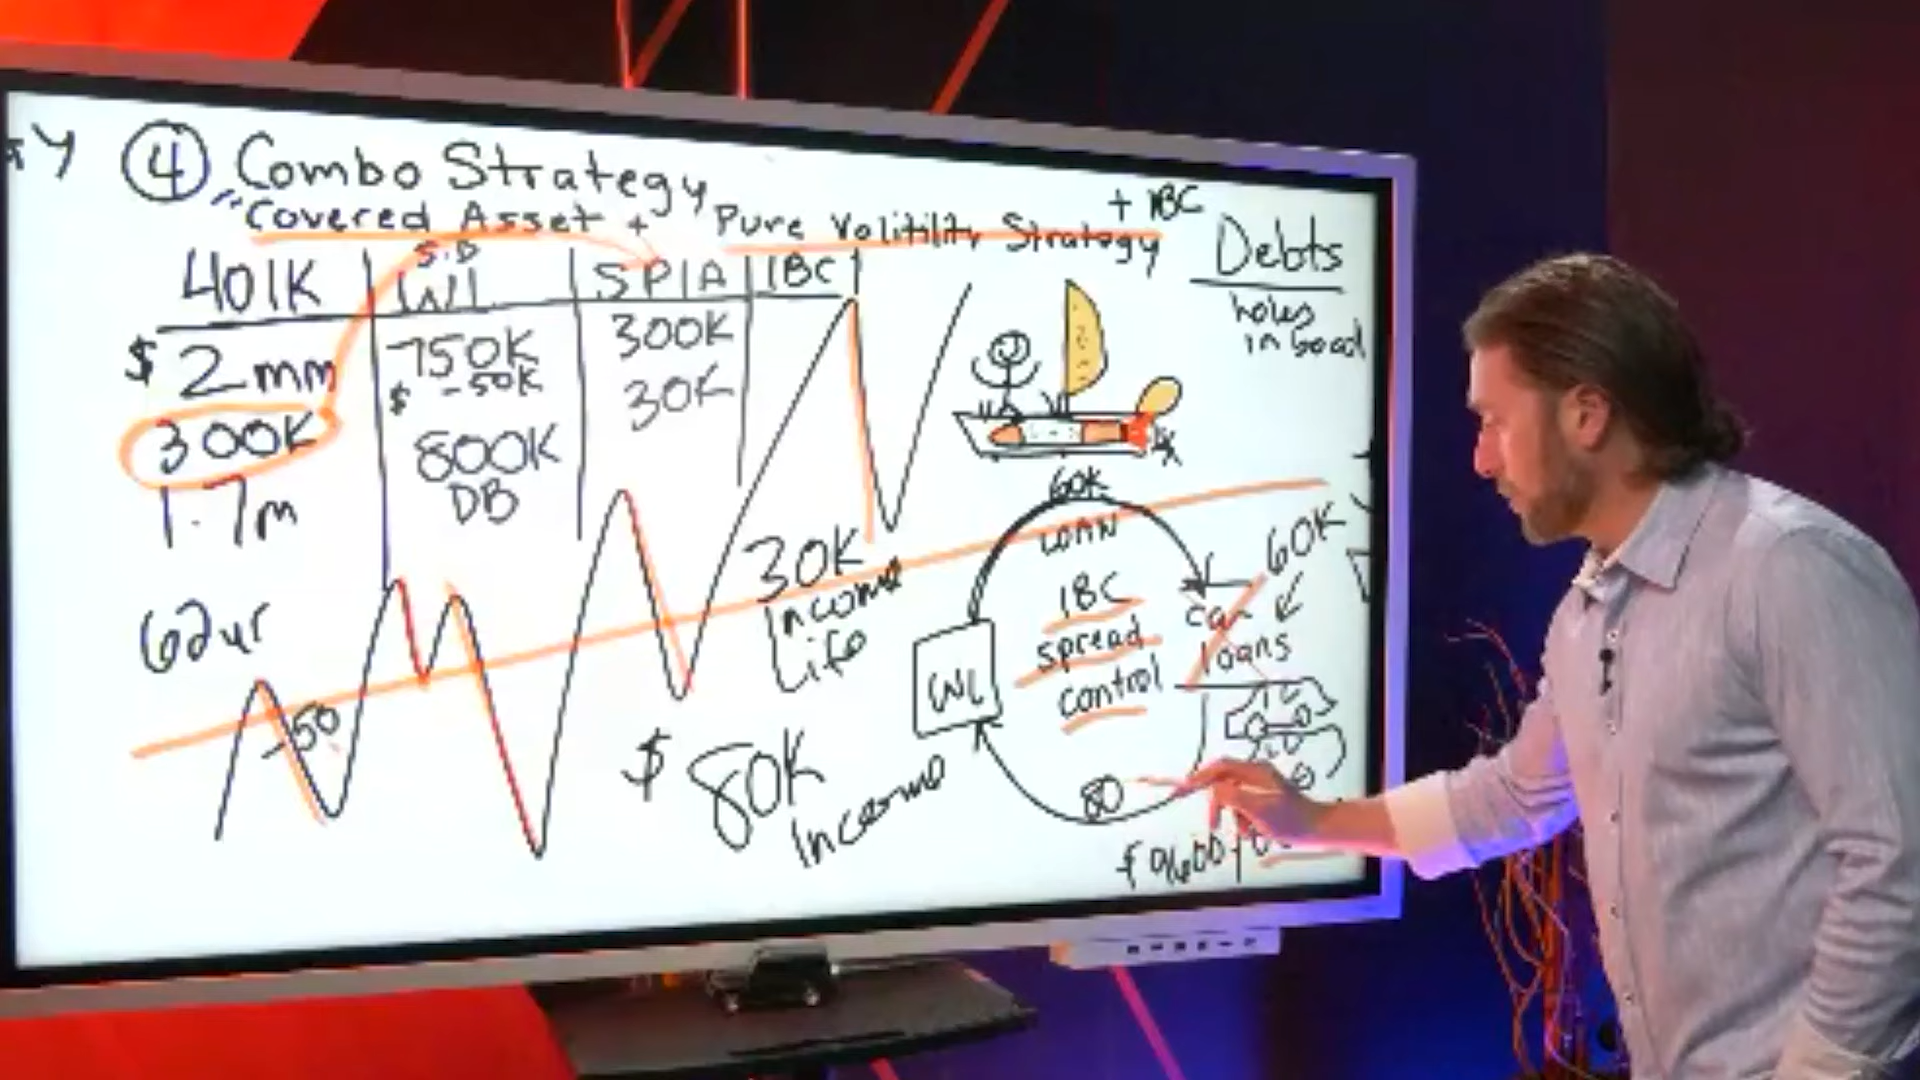 ④ Combo Strategy
"Covered Asset + Pure Volitility Strategy + IBC
401K
S.D
WL
SPIA
IBC
Debts
holes
in boat
$ 2mm
300K
1.7m
750K
$ -50K
800K
DB
300K
30K
62yr
-50
30K
Income
Life
$ 80K
Income
60K
LOAN
IBC
spread
control
WL
80
60K
car
loans